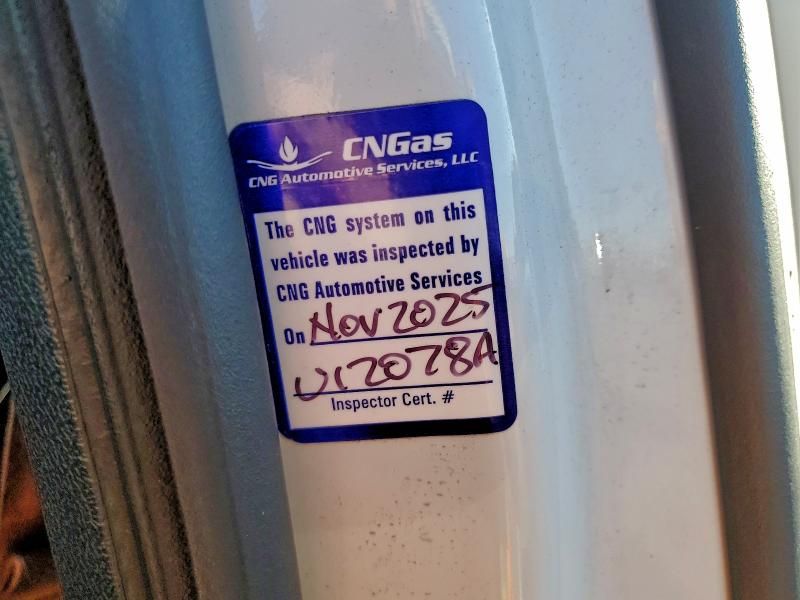 CNGas
CNG Automotive Services, LLC
The CNG system on this
vehicle was inspected by
CNG Automotive Services
On Nov 2025
U12028A
Inspector Cert. #